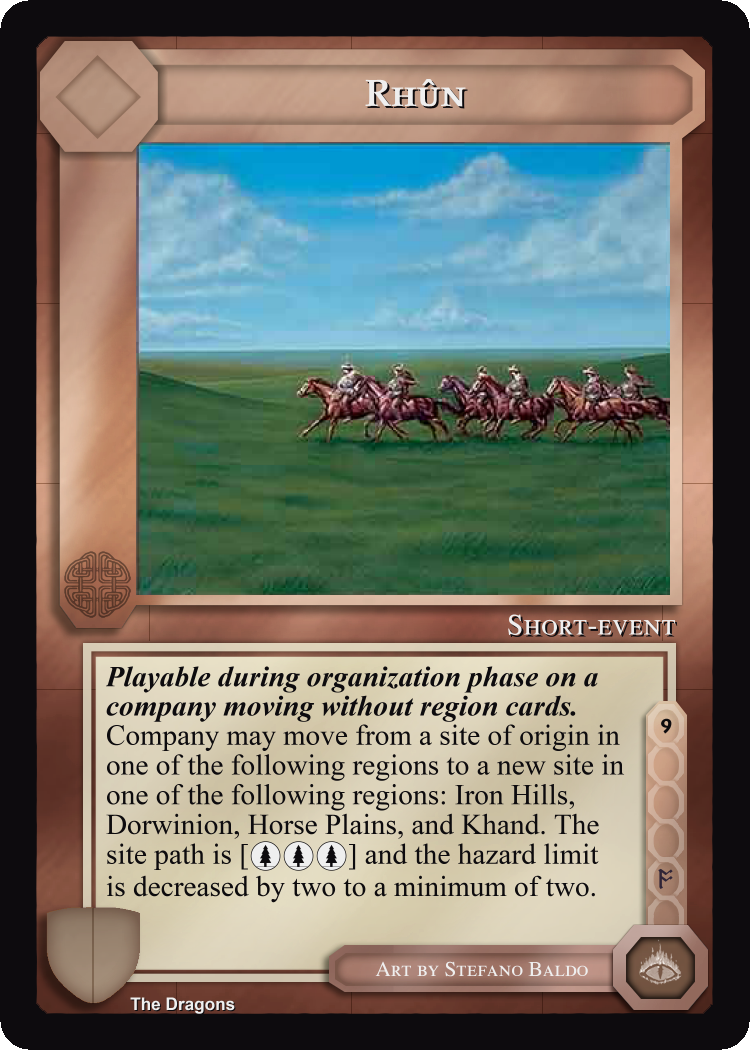 Rhûn
Short-event
Playable during organization phase on a
company moving without region cards.
Company may move from a site of origin in
one of the following regions to a new site in
one of the following regions: Iron Hills,
Dorwinion, Horse Plains, and Khand. The
site path is [ ] and the hazard limit
is decreased by two to a minimum of two.
9
ᚩ
Art by Stefano Baldo
The Dragons